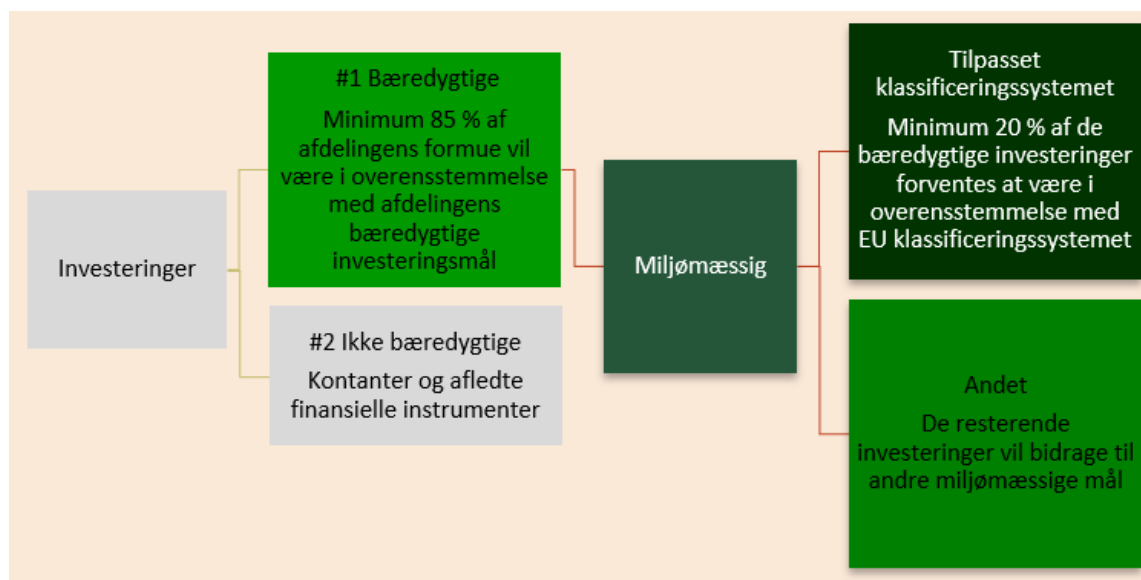 Investeringer
#1 Bæredygtige
Minimum 85 % af
afdelingens formue vil
være i overensstemmelse
med afdelingens
bæredygtige
investeringsmål
#2 Ikke bæredygtige
Kontanter og afledte
finansielle instrumenter
Miljømæssig
Tilpasset
klassificeringssystemet
Minimum 20 % af de
bæredygtige investeringer
forventes at være i
overensstemmelse med
EU klassificeringssystemet
Andet
De resterende
investeringer vil bidrage til
andre miljømæssige mål